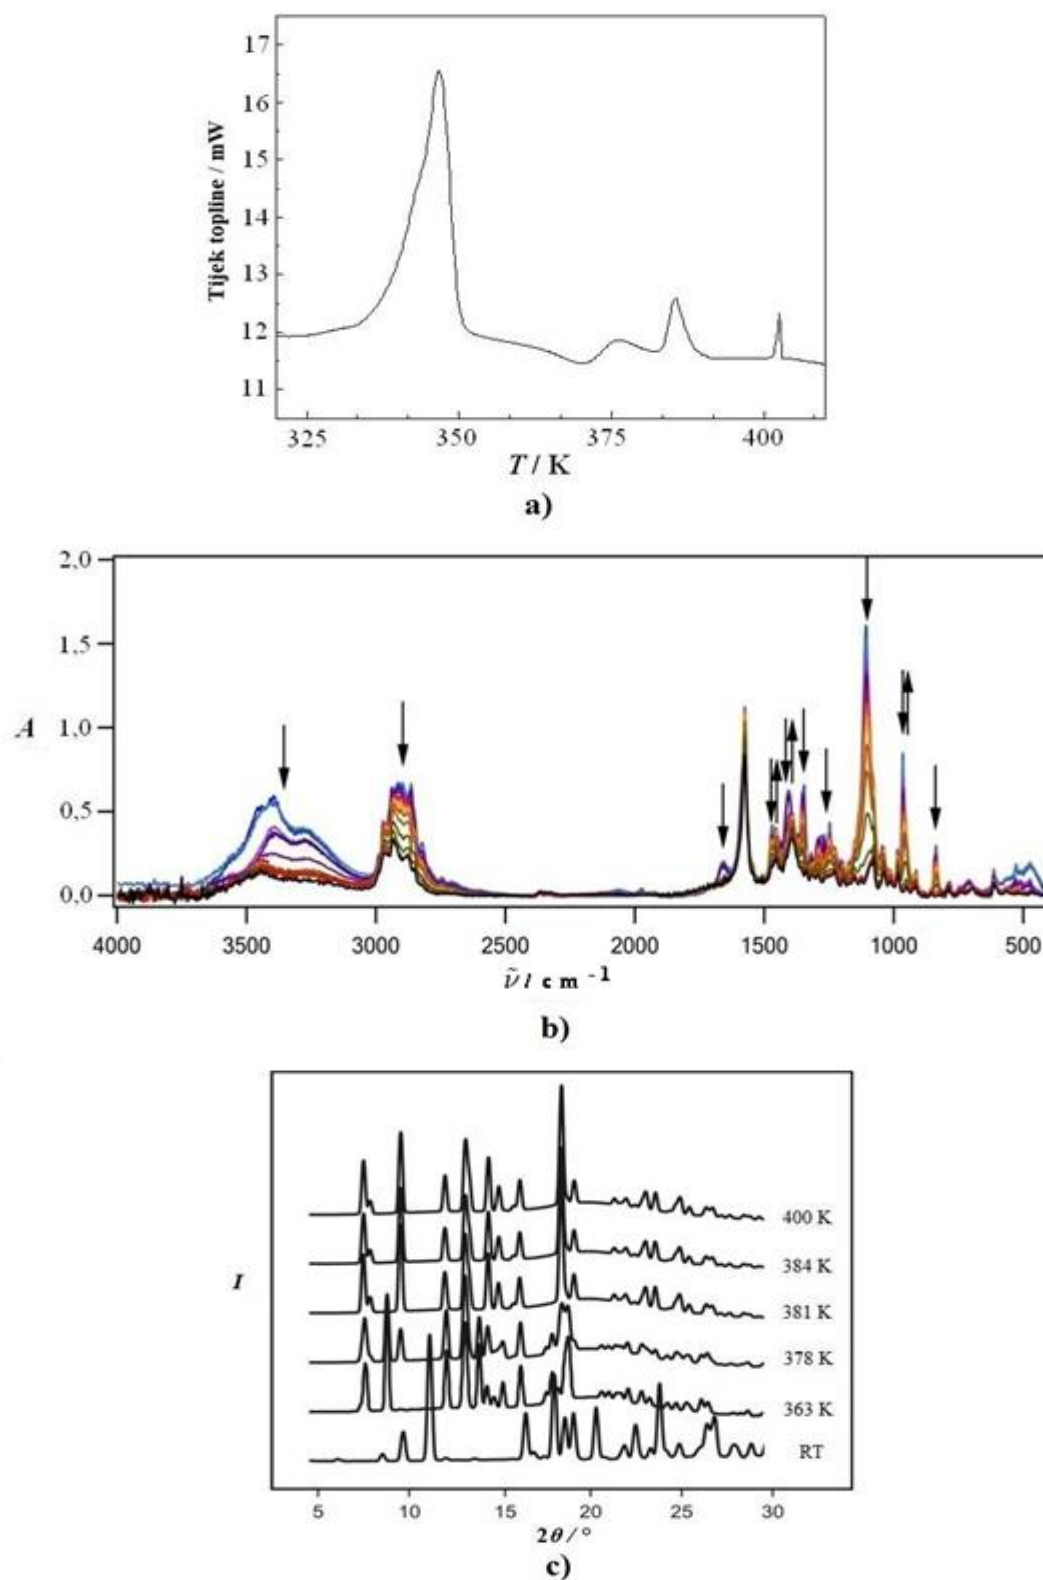 17
16
15
14
13
12
11
Tijek topline / mW
325 350 375 400
T / K
a)
2.0
1.5
1.0
0.5
0.0
A
4000 3500 3000 2500 2000 1500 1000 500
ν̃ / cm -1
b)
I
400 K
384 K
381 K
378 K
363 K
RT
5 10 15 20 25 30
2θ / °
c)